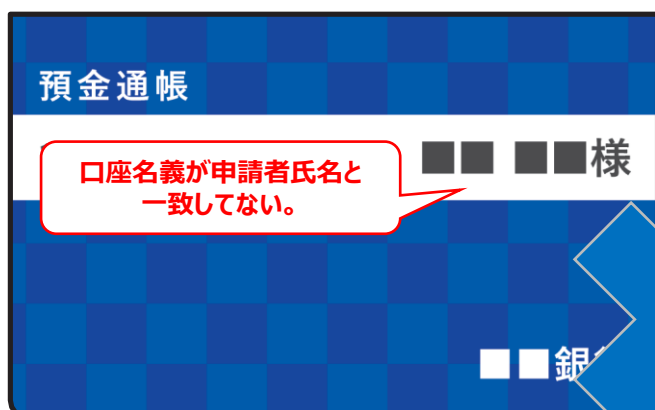 預金通帳
■■ ■■様
口座名義が申請者氏名と
一致してない。
■■銀